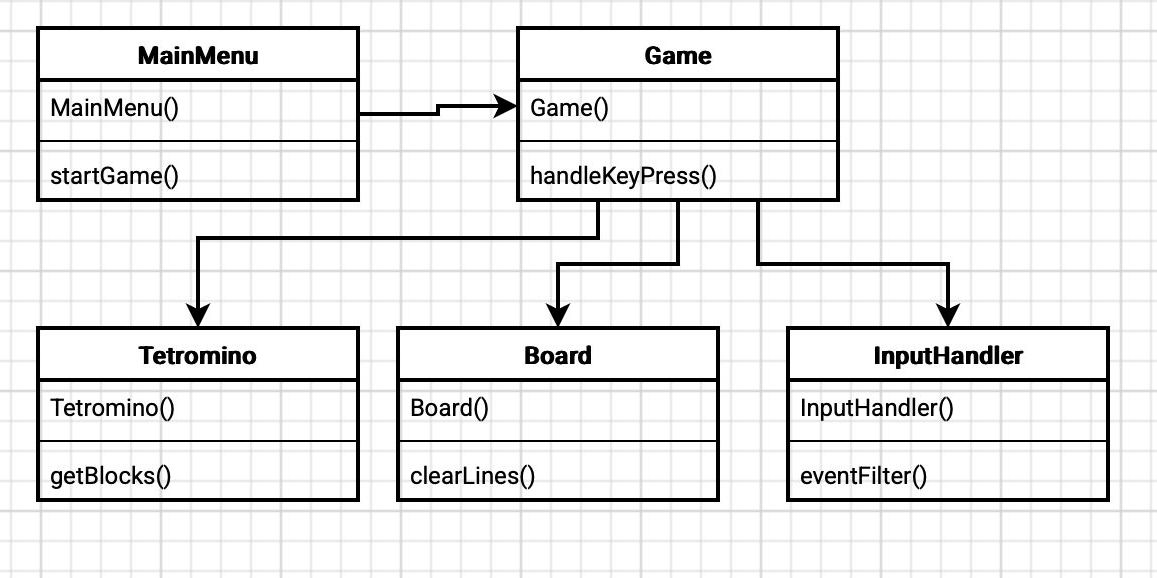 MainMenu
MainMenu()
startGame()
Game
Game()
handleKeyPress()
Tetromino
Tetromino()
getBlocks()
Board
Board()
clearLines()
InputHandler
InputHandler()
eventFilter()